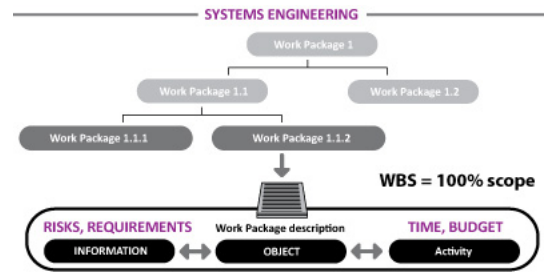 SYSTEMS ENGINEERING
Work Package 1
Work Package 1.1
Work Package 1.2
Work Package 1.1.1
Work Package 1.1.2
WBS = 100% scope
RISKS, REQUIREMENTS
Work Package description
TIME, BUDGET
INFORMATION
OBJECT
Activity